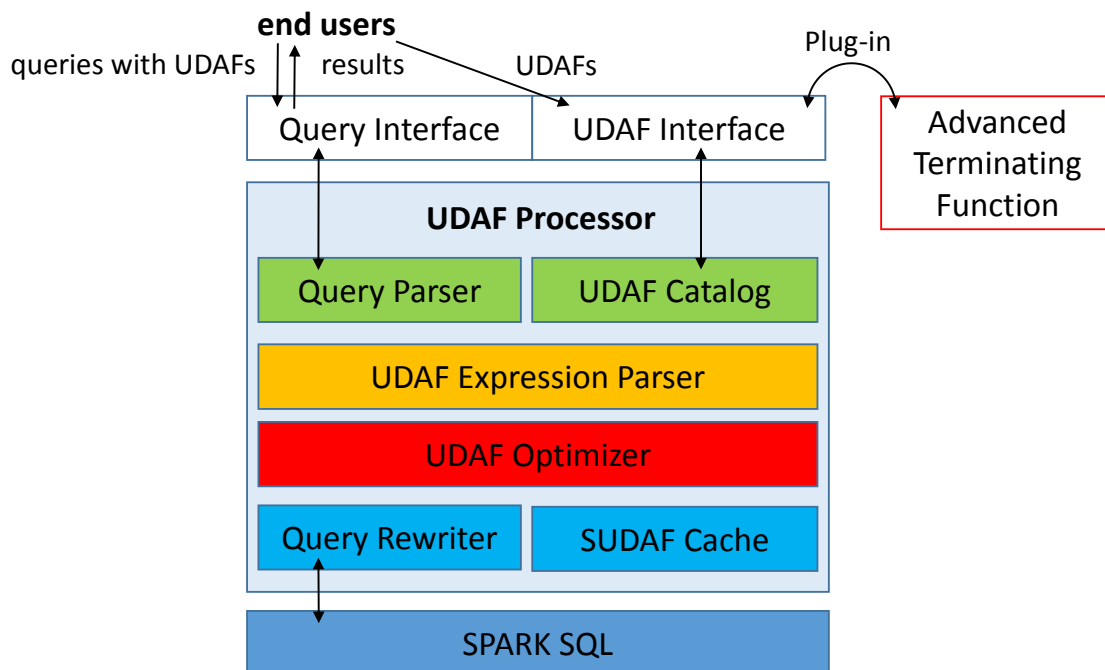 end users
queries with UDAFs
results
UDAFs
Plug-in
Query Interface
UDAF Interface
Advanced
Terminating
Function
UDAF Processor
Query Parser
UDAF Catalog
UDAF Expression Parser
UDAF Optimizer
Query Rewriter
SUDAF Cache
SPARK SQL